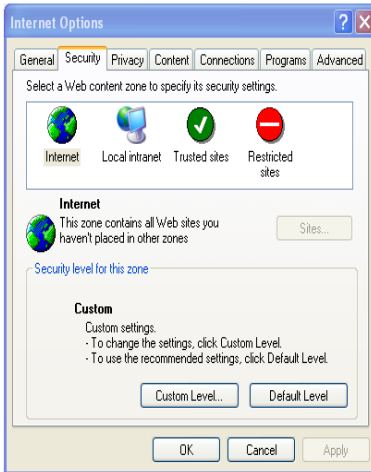 Internet Options
General Security Privacy Content Connections Programs Advanced
Select a Web content zone to specify its security settings.
Internet Local intranet Trusted sites Restricted
sites
Internet
This zone contains all Web sites you
haven't placed in other zones
Sites...
Security level for this zone
Custom
Custom settings.
- To change the settings, click Custom Level.
- To use the recommended settings, click Default Level.
Custom Level... Default Level
OK Cancel Apply